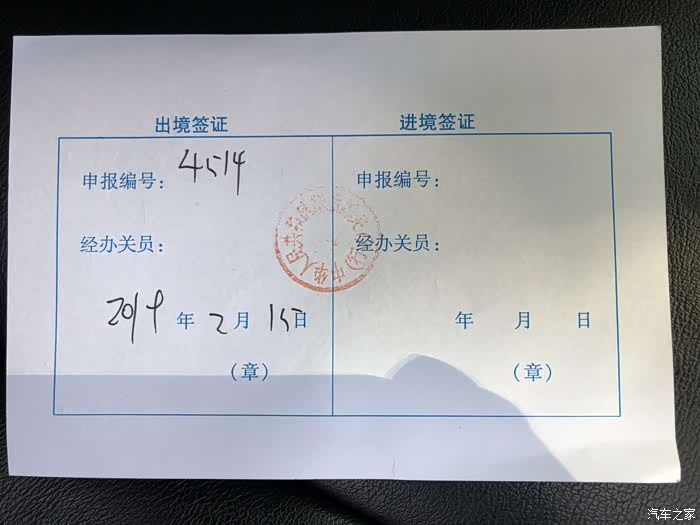 出境签证
进境签证
申报编号：4514
申报编号：
经办关员：
经办关员：
2019年2月15日
年 月 日
（章）
（章）
汽车之家